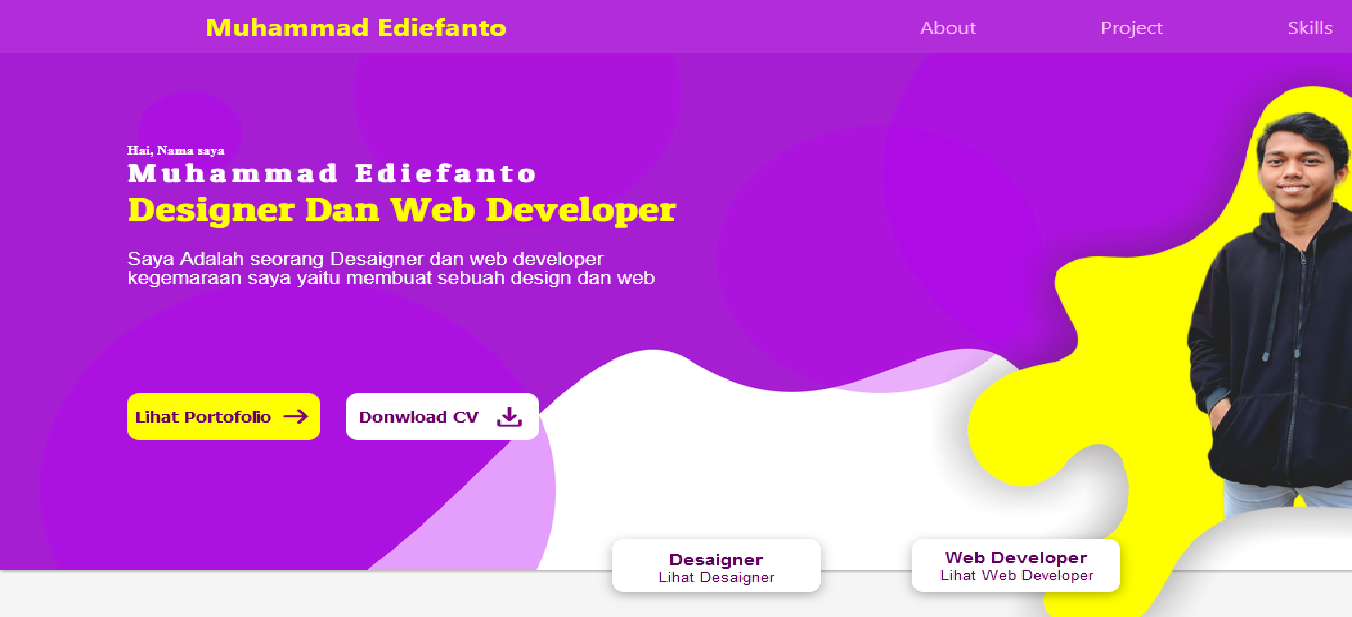 Muhammad Ediefanto
About
Project
Skills
Hai, Nama saya
Muhammad Ediefanto
Designer Dan Web Developer
Saya Adalah seorang Desaigner dan web developer
kegemaraan saya yaitu membuat sebuah design dan web
Lihat Portofolio
Donwload CV
Desaigner
Lihat Desaigner
Web Developer
Lihat Web Developer